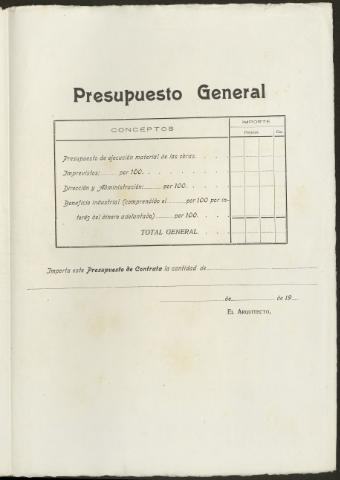 Presupuesto General
CONCEPTOS
IMPORTE
Pesetas. Cts.
Presupuesto de ejecución material de las obras. . . . .
Imprevistos; ........ por 100. . . . . . . . .
Dirección y Administración; ........ por 100. . . . .
Beneficio industrial (comprendido el ........ por 100 por in-
terés del dinero adelantado) ........ por 100. . . . .
TOTAL GENERAL. . . .
Importa este Presupuesto de Contrata la cantidad de
de de 19
EL ARQUITECTO,